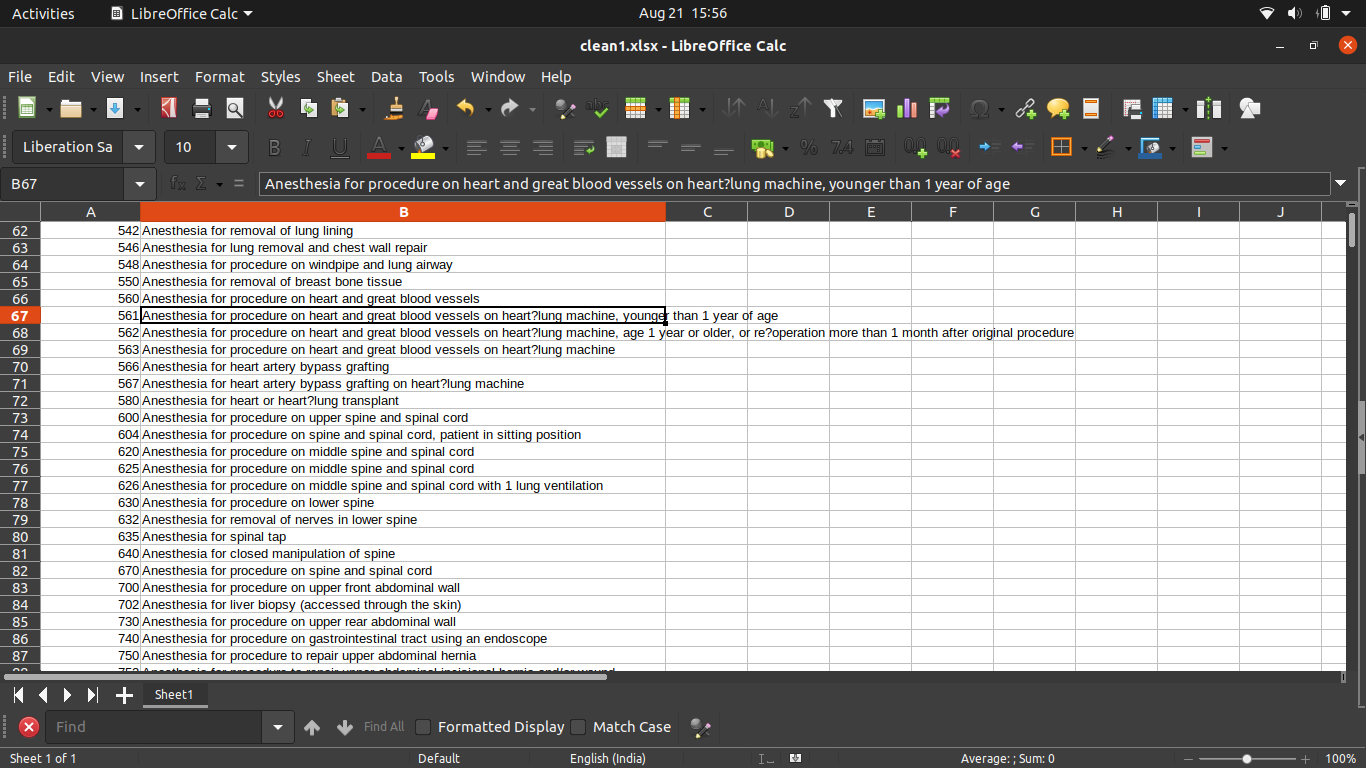 Activities LibreOffice Calc Aug 21 15:56
clean1.xlsx - LibreOffice Calc
File Edit View Insert Format Styles Sheet Data Tools Window Help
Liberation Sa 10
B67 Anesthesia for procedure on heart and great blood vessels on heart?lung machine, younger than 1 year of age
A B C D E F G H I J
62 542 Anesthesia for removal of lung lining
63 546 Anesthesia for lung removal and chest wall repair
64 548 Anesthesia for procedure on windpipe and lung airway
65 550 Anesthesia for removal of breast bone tissue
66 560 Anesthesia for procedure on heart and great blood vessels
67 561 Anesthesia for procedure on heart and great blood vessels on heart?lung machine, younger than 1 year of age
68 562 Anesthesia for procedure on heart and great blood vessels on heart?lung machine, age 1 year or older, or re?operation more than 1 month after original procedure
69 563 Anesthesia for procedure on heart and great blood vessels on heart?lung machine
70 566 Anesthesia for heart artery bypass grafting
71 567 Anesthesia for heart artery bypass grafting on heart?lung machine
72 580 Anesthesia for heart or heart?lung transplant
73 600 Anesthesia for procedure on upper spine and spinal cord
74 604 Anesthesia for procedure on spine and spinal cord, patient in sitting position
75 620 Anesthesia for procedure on middle spine and spinal cord
76 625 Anesthesia for procedure on middle spine and spinal cord
77 626 Anesthesia for procedure on middle spine and spinal cord with 1 lung ventilation
78 630 Anesthesia for procedure on lower spine
79 632 Anesthesia for removal of nerves in lower spine
80 635 Anesthesia for spinal tap
81 640 Anesthesia for closed manipulation of spine
82 670 Anesthesia for procedure on spine and spinal cord
83 700 Anesthesia for procedure on upper front abdominal wall
84 702 Anesthesia for liver biopsy (accessed through the skin)
85 730 Anesthesia for procedure on upper rear abdominal wall
86 740 Anesthesia for procedure on gastrointestinal tract using an endoscope
87 750 Anesthesia for procedure to repair upper abdominal hernia
Sheet1
Find Find All Formatted Display Match Case
Sheet 1 of 1 Default English (India) Average: ; Sum: 0 100%